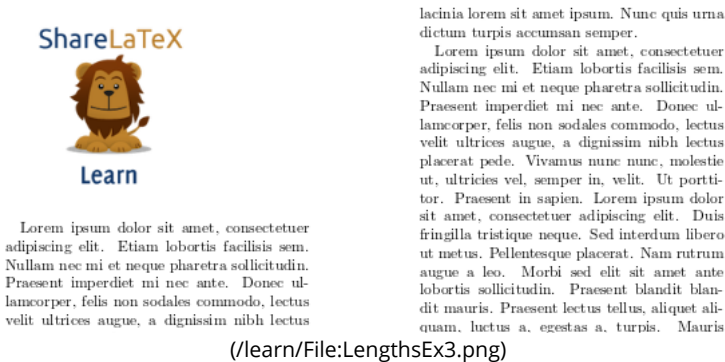 ShareLaTeX
Learn
Lorem ipsum dolor sit amet, consectetuer
adipiscing elit. Etiam lobortis facilisis sem.
Nullam nec mi et neque pharetra sollicitudin.
Praesent imperdiet mi nec ante. Donec ul-
lamcorper, felis non sodales commodo, lectus
velit ultrices augue, a dignissim nibh lectus
lacinia lorem sit amet ipsum. Nunc quis urna
dictum turpis accumsan semper.
Lorem ipsum dolor sit amet, consectetuer
adipiscing elit. Etiam lobortis facilisis sem.
Nullam nec mi et neque pharetra sollicitudin.
Praesent imperdiet mi nec ante. Donec ul-
lamcorper, felis non sodales commodo, lectus
velit ultrices augue, a dignissim nibh lectus
placerat pede. Vivamus nunc nunc, molestie
ut, ultricies vel, semper in, velit. Ut portti-
tor. Praesent in sapien. Lorem ipsum dolor
sit amet, consectetuer adipiscing elit. Duis
fringilla tristique neque. Sed interdum libero
ut metus. Pellentesque placerat. Nam rutrum
augue a leo. Morbi sed elit sit amet ante
lobortis sollicitudin. Praesent blandit blan-
dit mauris. Praesent lectus tellus, aliquet ali-
quam, luctus a, egestas a, turpis. Mauris
(/learn/File:LengthsEx3.png)